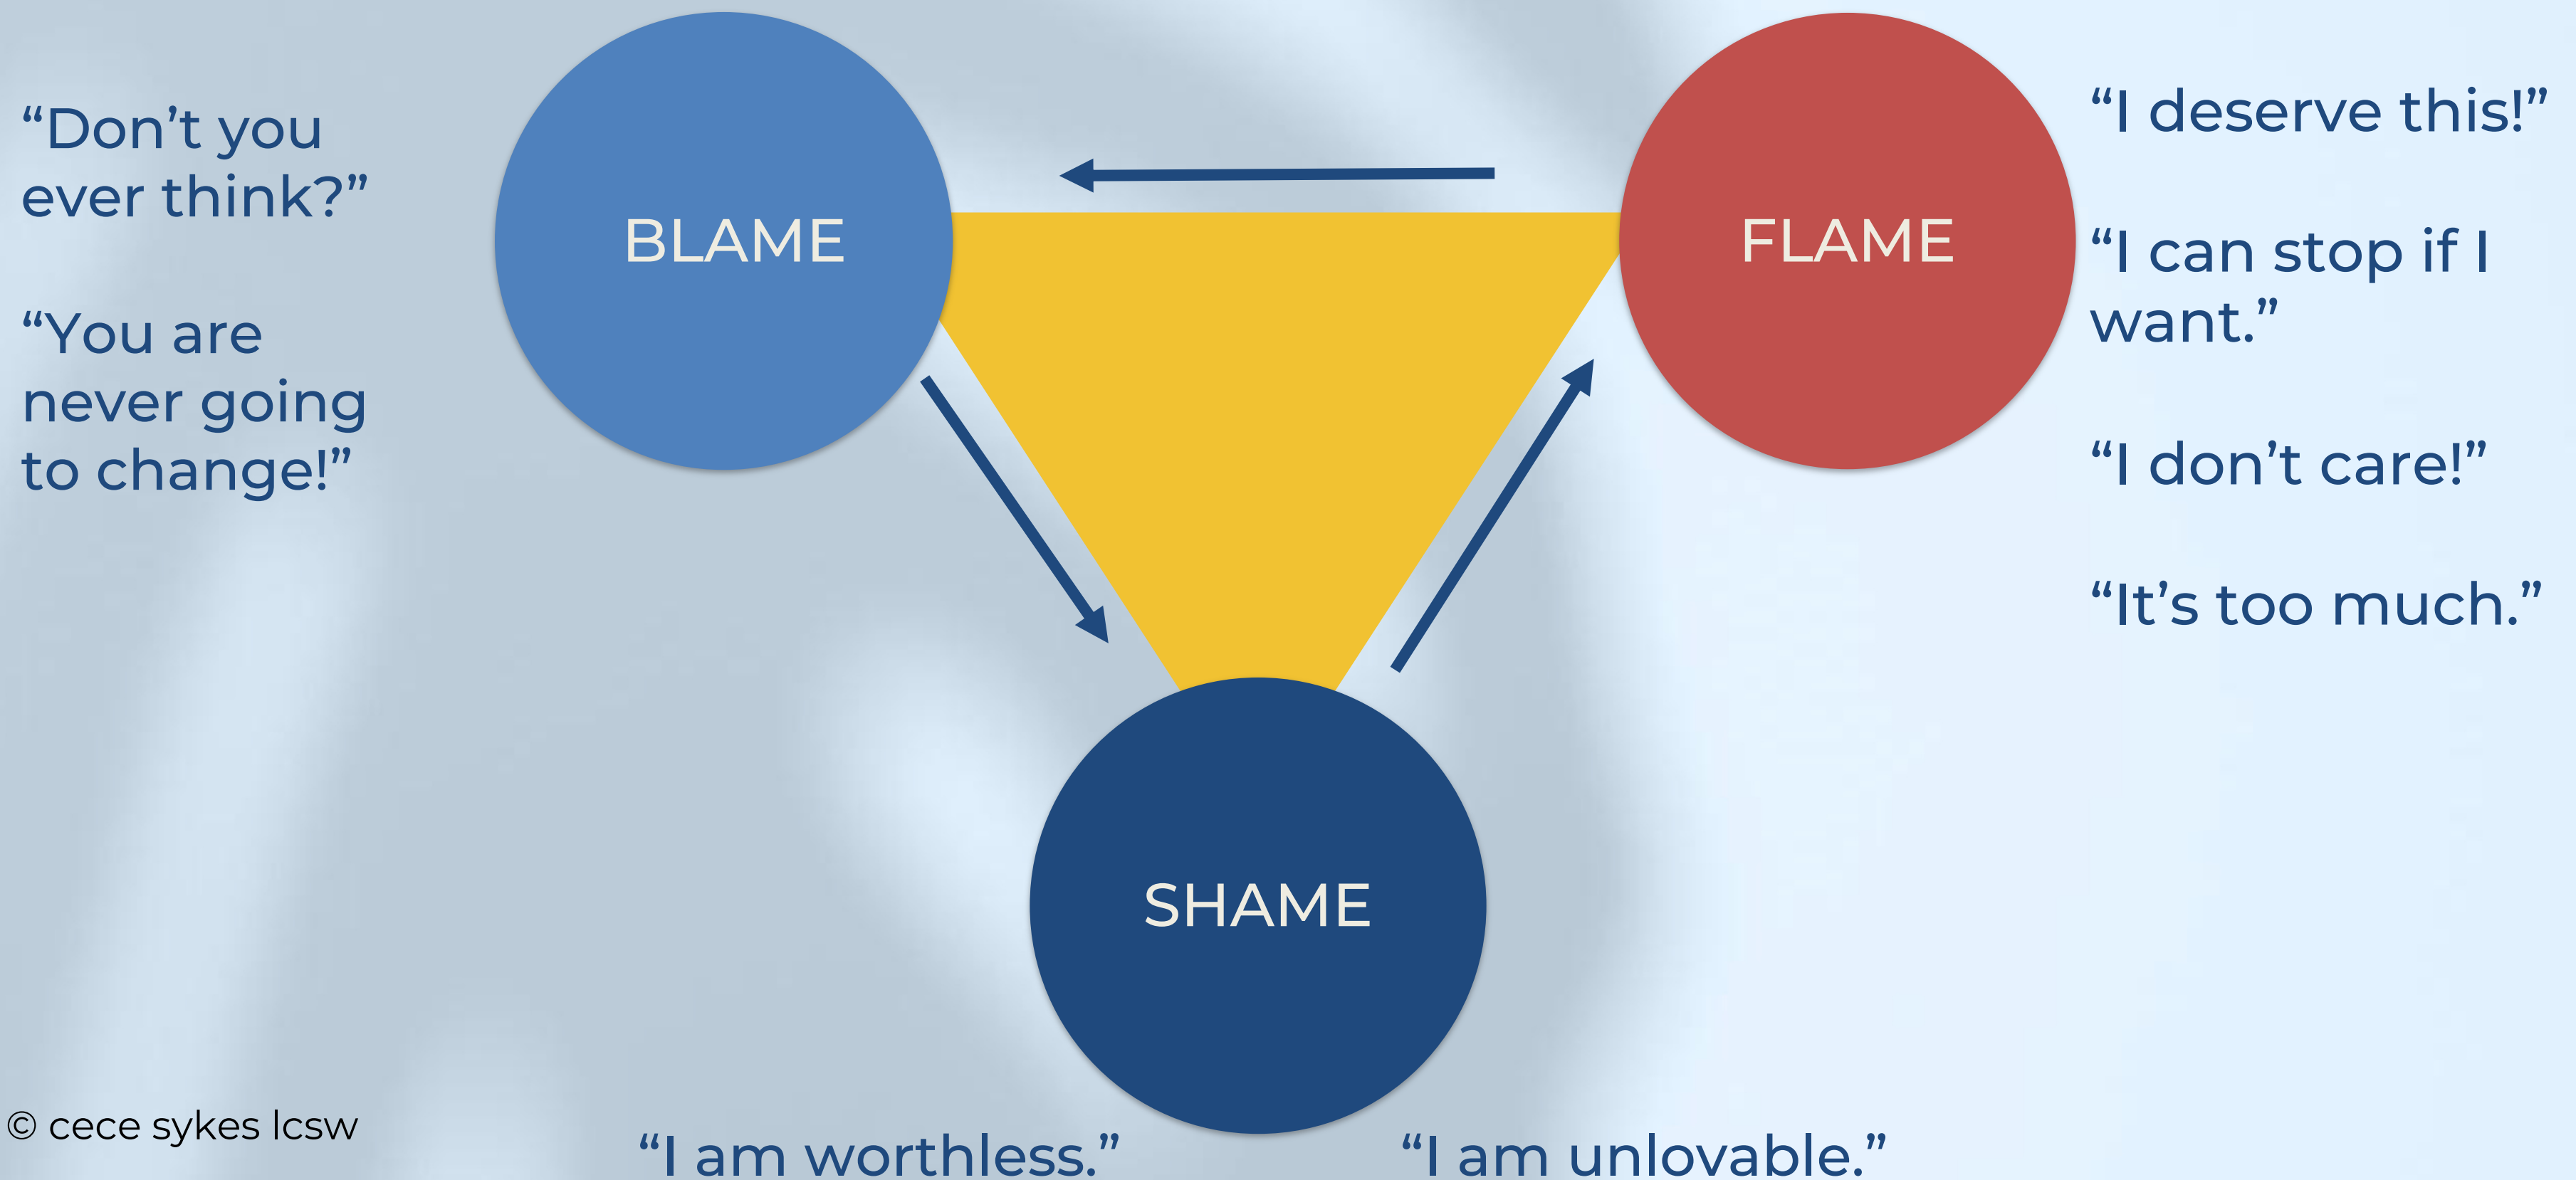 “Don’t you
ever think?”
“You are
never going
to change!”
BLAME
FLAME
“I deserve this!”
“I can stop if I
want.”
“I don’t care!”
“It’s too much.”
SHAME
“I am worthless.”
“I am unlovable.”
© cece sykes lcsw